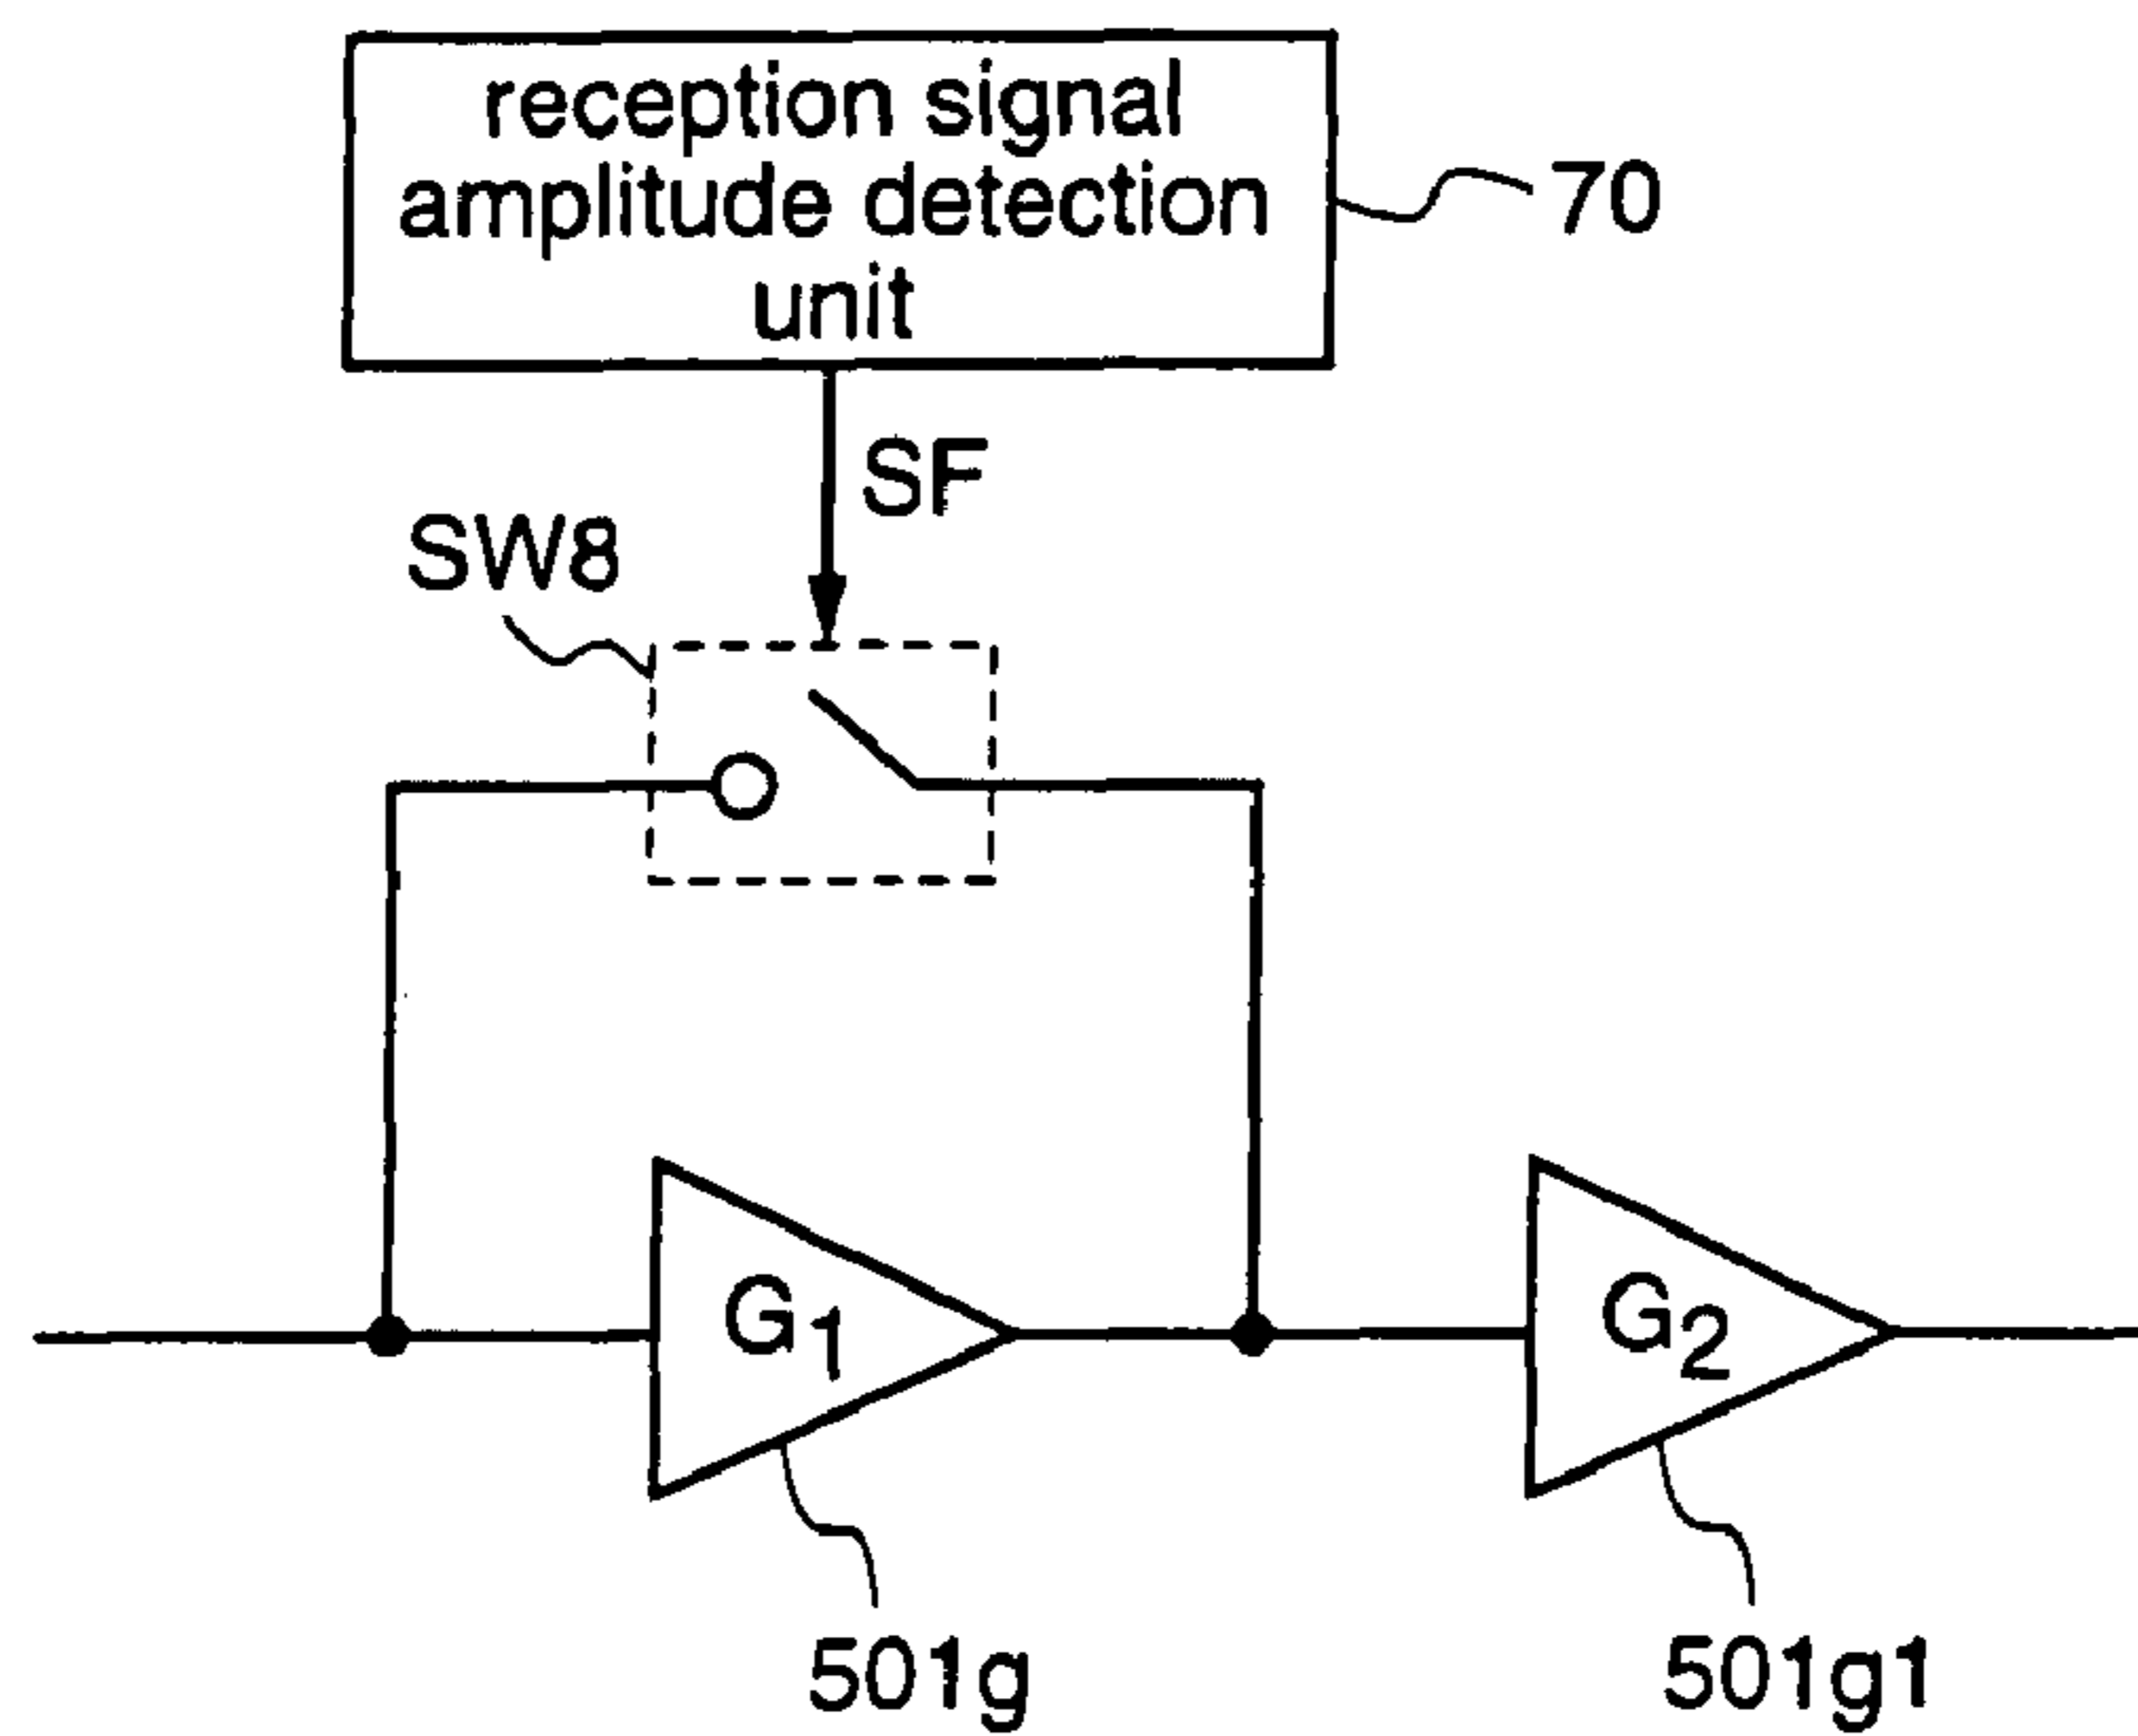 reception signal
amplitude detection
unit
70
SF
SW8
G1
G2
501g
501g1